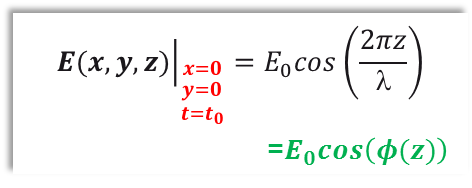 E(x, y, z)|x=0 y=0 t=t₀ = E₀cos(2πz/λ)
=E₀cos(ϕ(z))